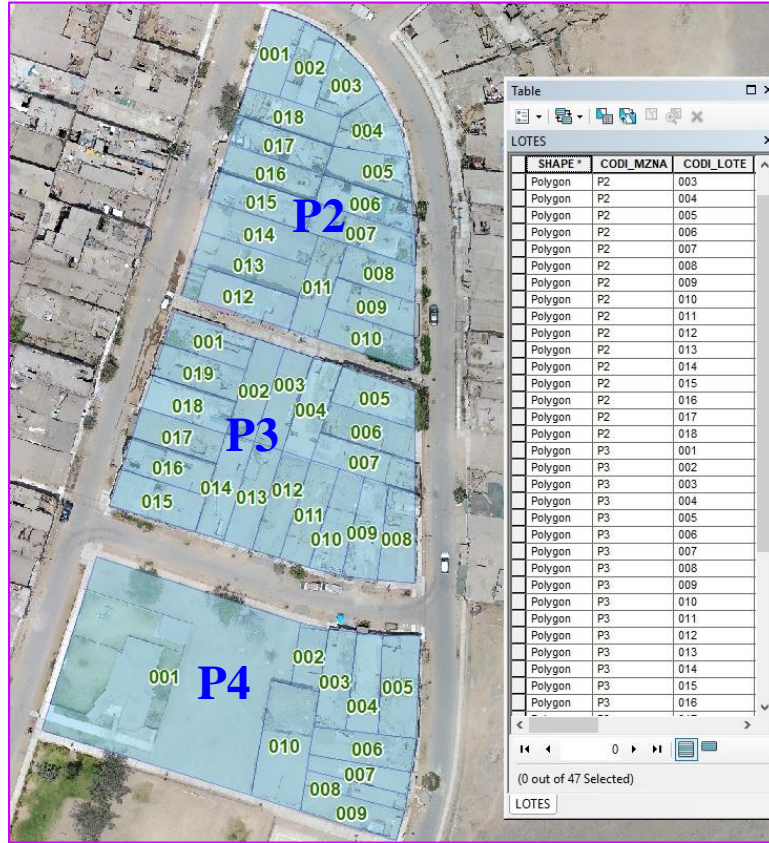 001
002
003
018
004
017
005
016
015
006
P2
007
014
013
008
011
012
009
010
001
019
002
003
005
018
004
P3
006
017
007
016
014
012
015
013
011
010
009
008
002
001
P4
003
005
004
010
006
007
008
009
Table
LOTES
SHAPE * CODI_MZNA CODI_LOTE
Polygon P2 003
Polygon P2 004
Polygon P2 005
Polygon P2 006
Polygon P2 007
Polygon P2 008
Polygon P2 009
Polygon P2 010
Polygon P2 011
Polygon P2 012
Polygon P2 013
Polygon P2 014
Polygon P2 015
Polygon P2 016
Polygon P2 017
Polygon P2 018
Polygon P3 001
Polygon P3 002
Polygon P3 003
Polygon P3 004
Polygon P3 005
Polygon P3 006
Polygon P3 007
Polygon P3 008
Polygon P3 009
Polygon P3 010
Polygon P3 011
Polygon P3 012
Polygon P3 013
Polygon P3 014
Polygon P3 015
Polygon P3 016
0
(0 out of 47 Selected)
LOTES